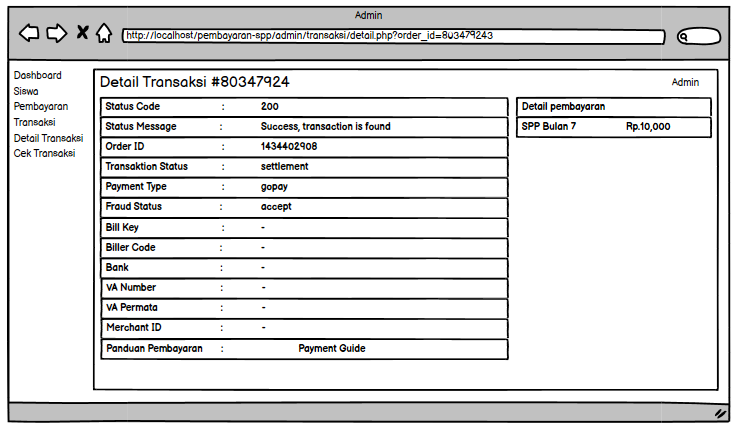 Admin
http://localhost/pembayaran-spp/admin/transaksi/detail.php?order_id=803479243
Dashboard
Siswa
Pembayaran
Transaksi
Detail Transaksi
Cek Transaksi
Detail Transaksi #80347924
Admin
Status Code : 200
Status Message : Success, transaction is found
Order ID : 1434402908
Transaktion Status : settlement
Payment Type : gopay
Fraud Status : accept
Bill Key : -
Biller Code : -
Bank : -
VA Number : -
VA Permata : -
Merchant ID : -
Panduan Pembayaran : Payment Guide
Detail pembayaran
SPP Bulan 7 Rp.10,000